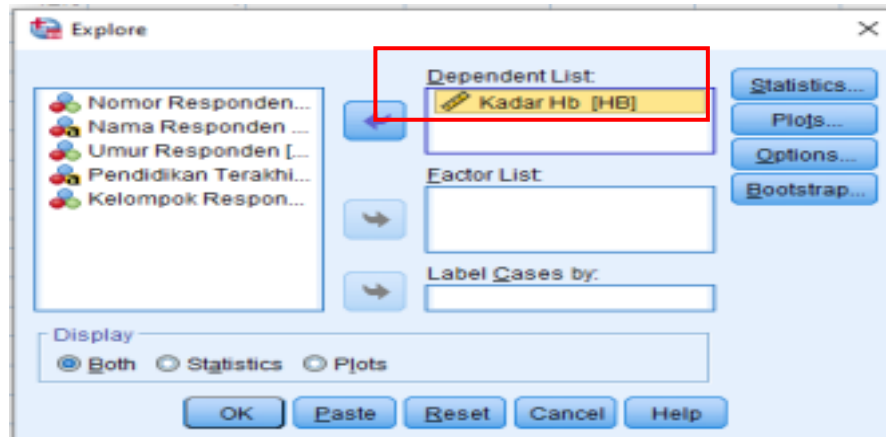 Explore
Dependent List:
Nomor Responden...
Nama Responden ...
Umur Responden [...
Pendidikan Terakhi...
Kelompok Respon...
Kadar Hb [HB]
Factor List:
Label Cases by:
Statistics...
Plots...
Options...
Bootstrap...
Display
Both Statistics Plots
OK Paste Reset Cancel Help